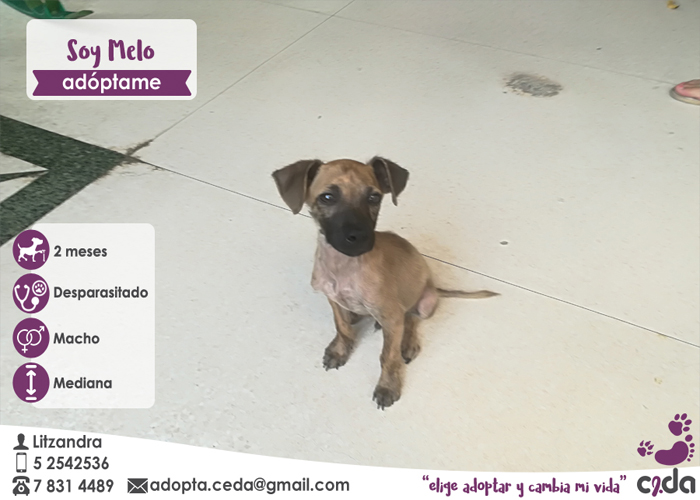 Soy Melo
adóptame
2 meses
Desparasitado
Macho
Mediana
Litzandra
5 2542536
7 831 4489 adopta.ceda@gmail.com
“elige adoptar y cambia mi vida” ceda